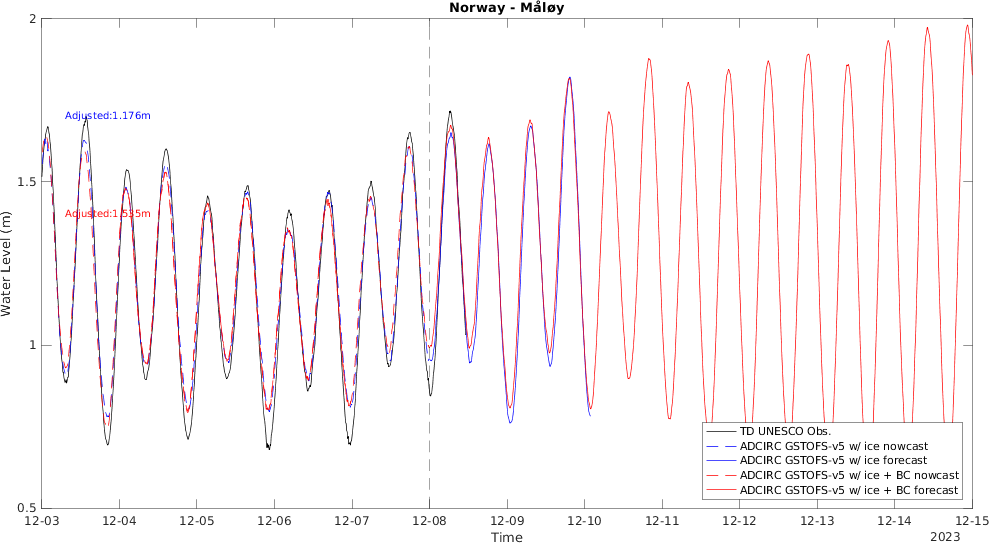 Norway - Måløy
2
Adjusted:1.176m
1.5
Adjusted:1.535m
Water Level (m)
1
TD UNESCO Obs.
ADCIRC GSTOFS-v5 w/ ice nowcast
ADCIRC GSTOFS-v5 w/ ice forecast
ADCIRC GSTOFS-v5 w/ ice + BC nowcast
ADCIRC GSTOFS-v5 w/ ice + BC forecast
0.5
12-03 12-04 12-05 12-06 12-07 12-08 12-09 12-10 12-11 12-12 12-13 12-14 12-15
Time
2023